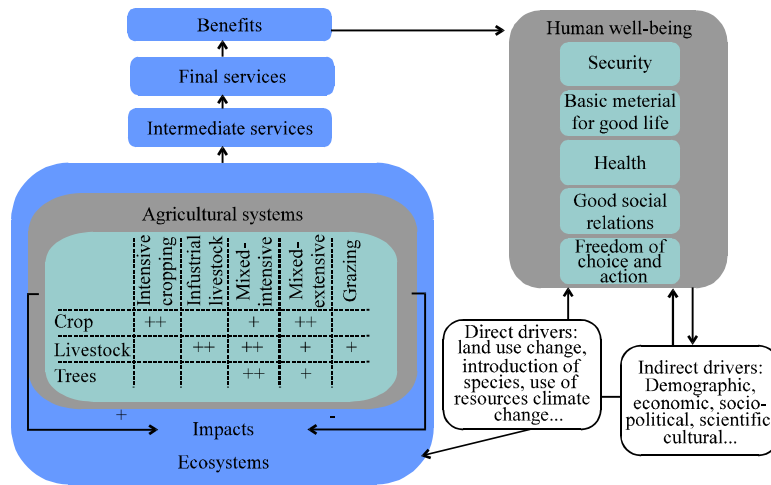 Benefits
Final services
Intermediate services
Agricultural systems
Intensive
cropping
Infustrial
livestock
Mixed-
intensive
Mixed-
extensive
Grazing
Crop ++ + ++
Livestock ++ ++ + +
Trees ++ +
+ -
Impacts
Ecosystems
Human well-being
Security
Basic meterial
for good life
Health
Good social
relations
Freedom of
choice and
action
Direct drivers:
land use change,
introduction of
species, use of
resources climate
change...
Indirect drivers:
Demographic,
economic, socio-
political, scientific
cultural...